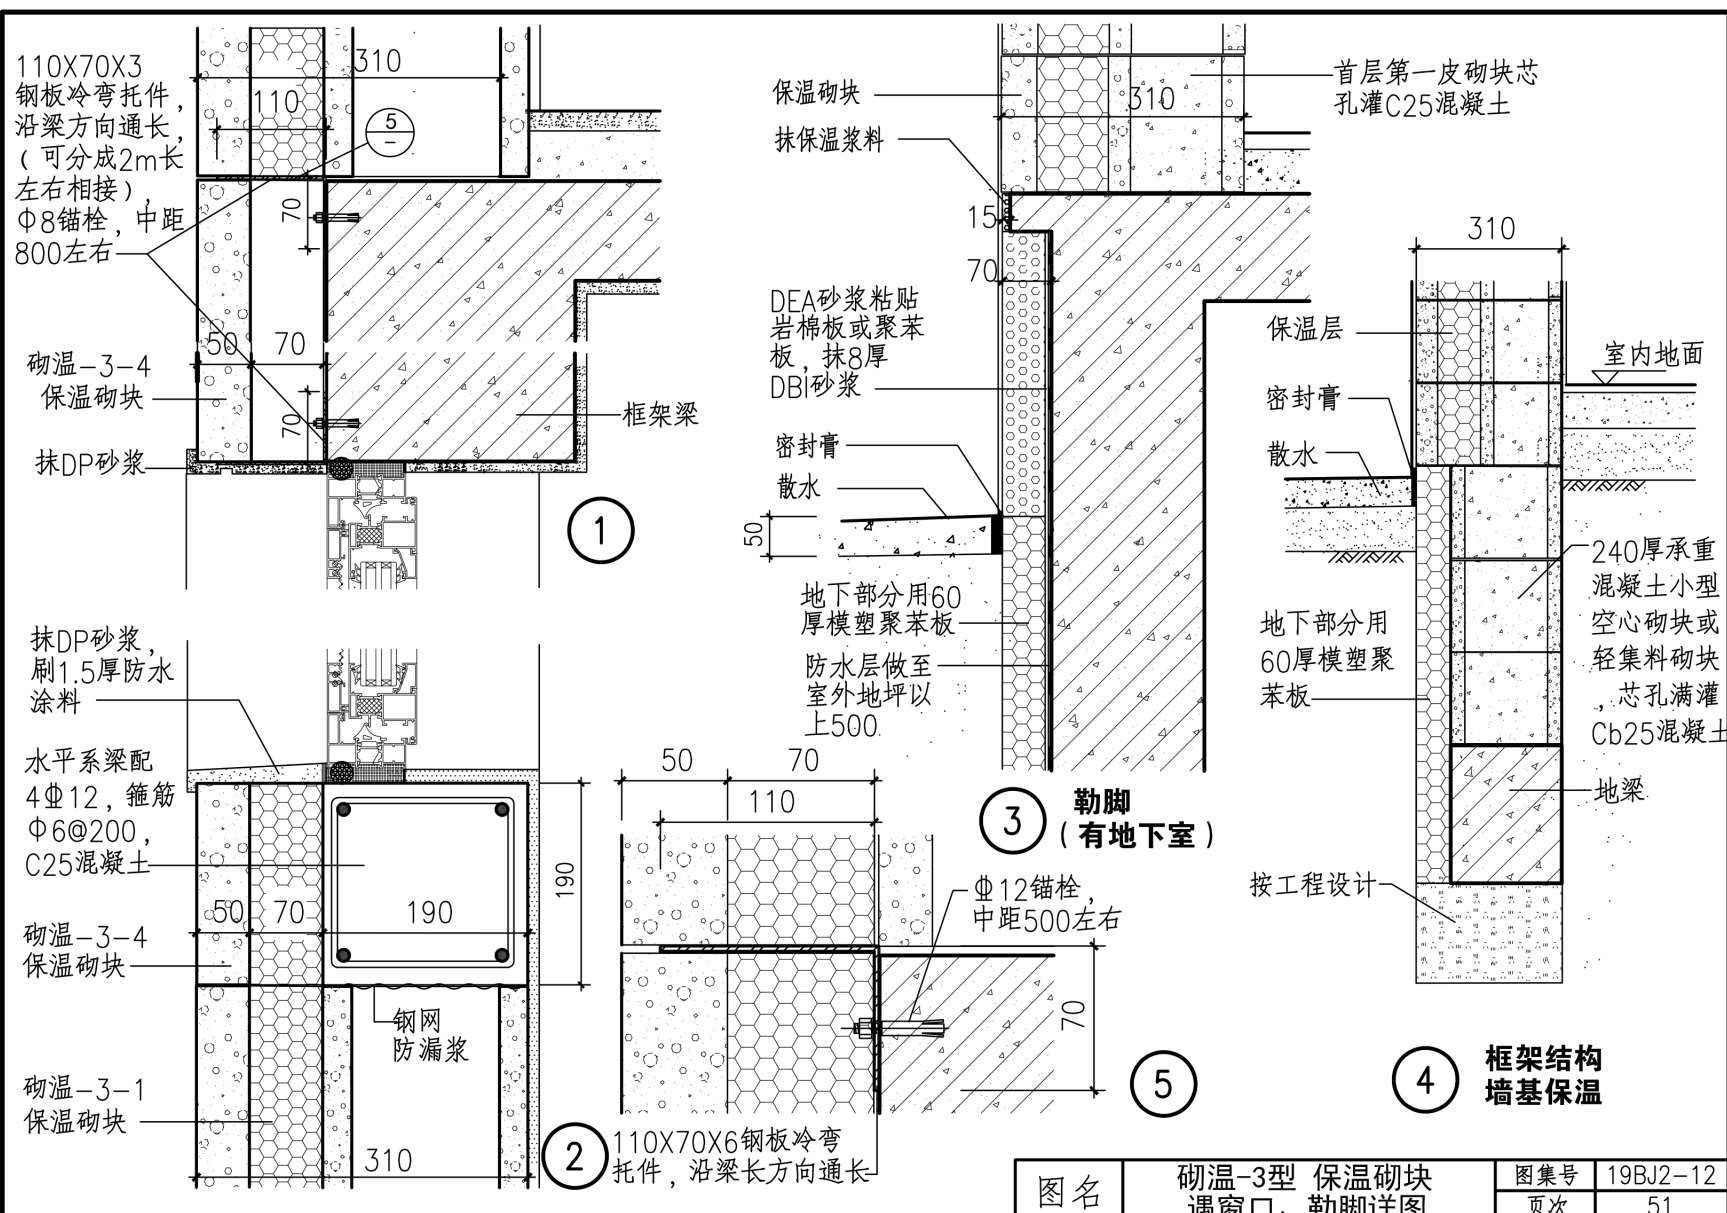 110X70X3
钢板冷弯托件，
沿梁方向通长，
（可分成2m长
左右相接），
Φ8锚栓，中距
800左右
310
110
5
–
70
50
70
70
砌温-3-4
保温砌块
框架梁
抹DP砂浆
1
抹DP砂浆，
刷1.5厚防水
涂料
水平系梁配
4⏀12，箍筋
Φ6@200，
C25混凝土
50
70
190
190
砌温-3-4
保温砌块
钢网
防漏浆
砌温-3-1
保温砌块
310
2
保温砌块
抹保温浆料
310
首层第一皮砌块芯
孔灌C25混凝土
15
70
DEA砂浆粘贴
岩棉板或聚苯
板，抹8厚
DBI砂浆
密封膏
散水
50
地下部分用60
厚模塑聚苯板
防水层做至
室外地坪以
上500
3
勒脚
（有地下室）
50
70
110
⏀12锚栓，
中距500左右
70
5
110X70X6钢板冷弯
托件，沿梁长方向通长
310
保温层
室内地面
密封膏
散水
240厚承重
混凝土小型
空心砌块或
轻集料砌块
，芯孔满灌
Cb25混凝土
地下部分用
60厚模塑聚
苯板
地梁
按工程设计
4
框架结构
墙基保温
图名
砌温-3型 保温砌块
遇窗口、勒脚详图
图集号
19BJ2-12
页次
51